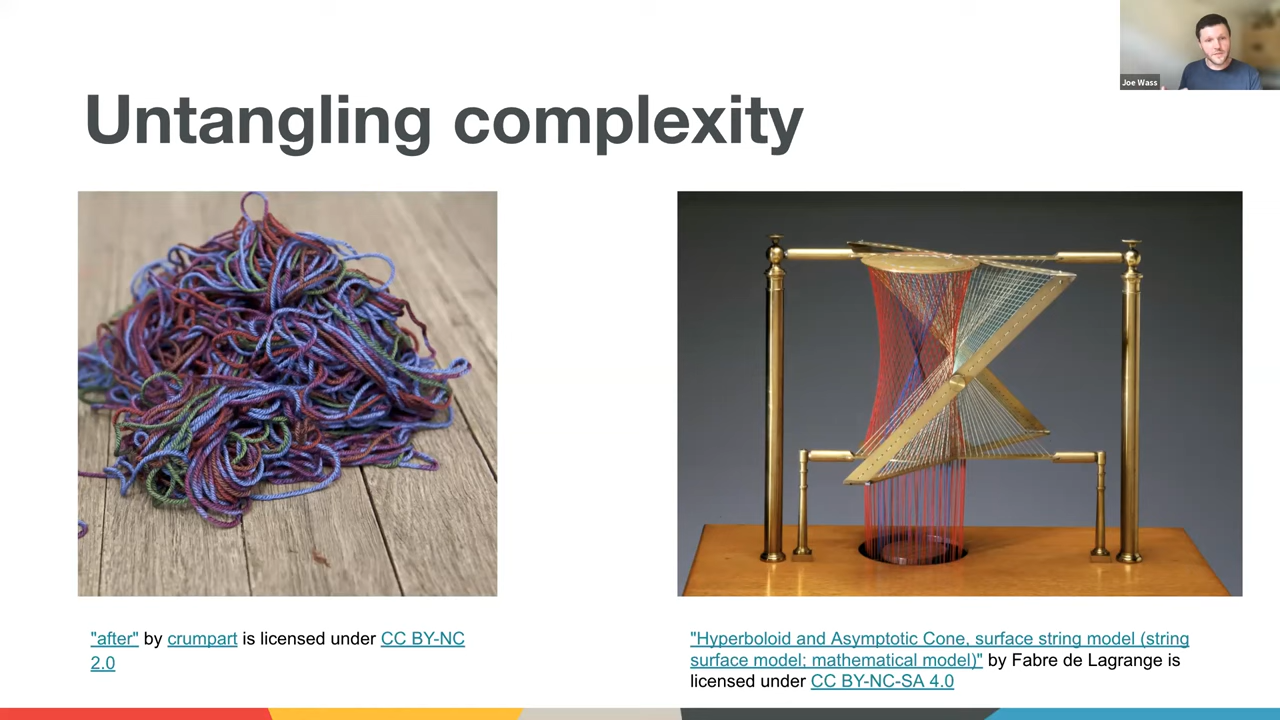 Joe Wass
Untangling complexity
"after" by crumpart is licensed under CC BY-NC
2.0
"Hyperboloid and Asymptotic Cone, surface string model (string
surface model; mathematical model)" by Fabre de Lagrange is
licensed under CC BY-NC-SA 4.0